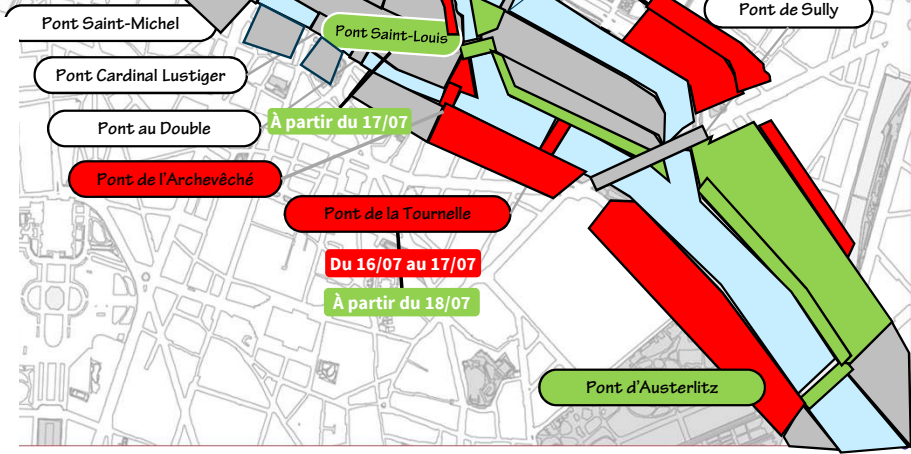 Pont de Sully
Pont Saint-Michel
Pont Saint-Louis
Pont Cardinal Lustiger
À partir du 17/07
Pont au Double
Pont de l'Archevêché
Pont de la Tournelle
Du 16/07 au 17/07
À partir du 18/07
Pont d'Austerlitz